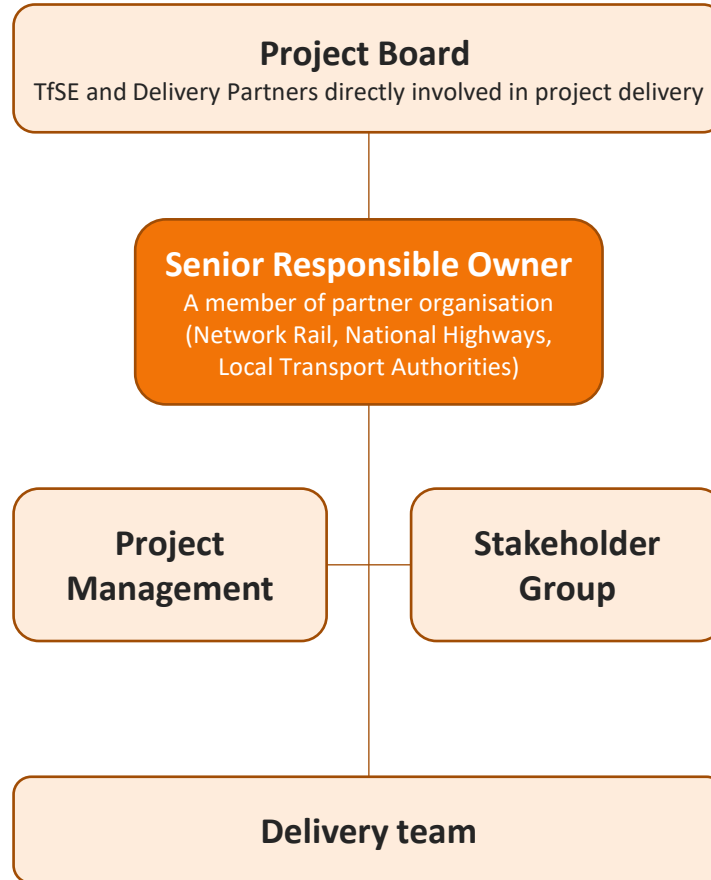 Project Board
TfSE and Delivery Partners directly involved in project delivery
Senior Responsible Owner
A member of partner organisation
(Network Rail, National Highways,
Local Transport Authorities)
Project
Management
Stakeholder
Group
Delivery team